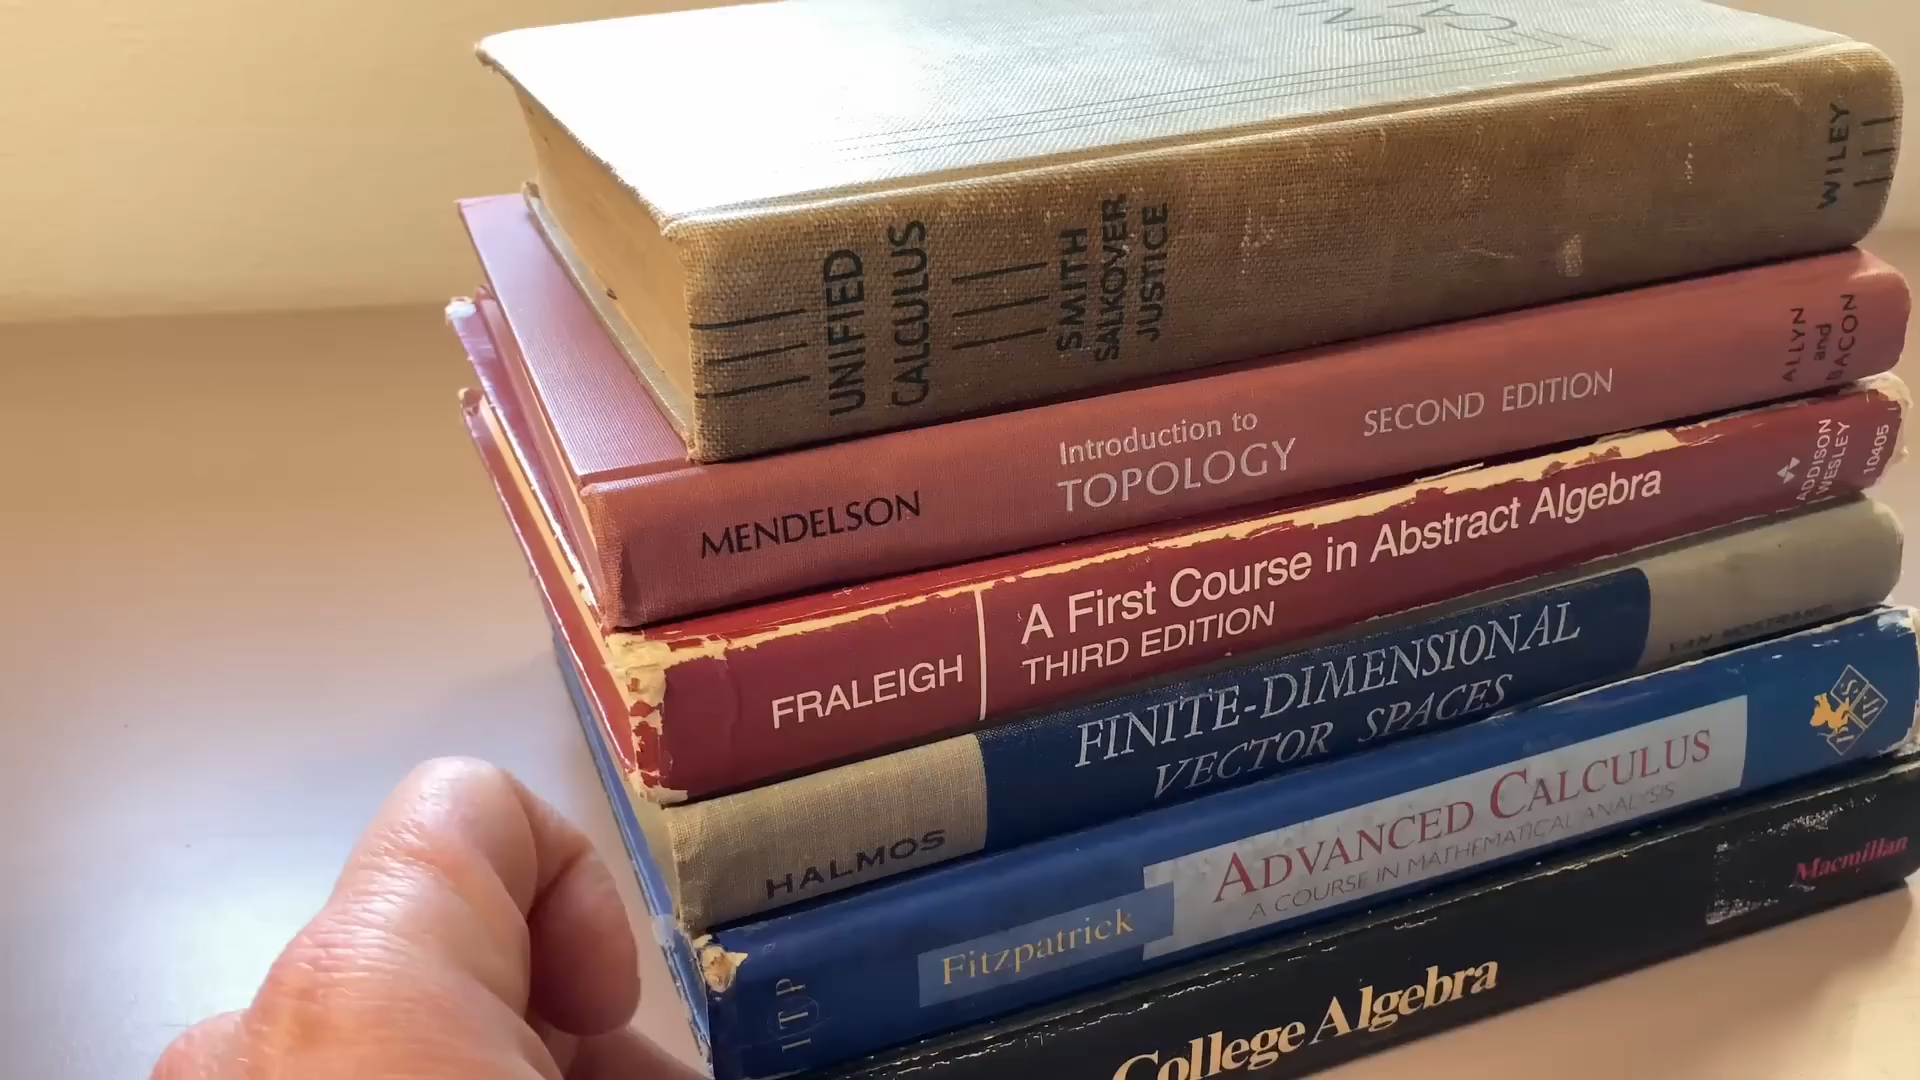 UNIFIED
CALCULUS
SMITH
SALKOVER
JUSTICE
WILEY
MENDELSON
Introduction to
TOPOLOGY
SECOND EDITION
ALLYN
and
BACON
FRALEIGH
A First Course in Abstract Algebra
THIRD EDITION
ADDISON
WESLEY
10405
HALMOS
FINITE-DIMENSIONAL
VECTOR SPACES
VAN NOSTRAND
ITP
Fitzpatrick
ADVANCED CALCULUS
A COURSE IN MATHEMATICAL ANALYSIS
College Algebra
Macmillan